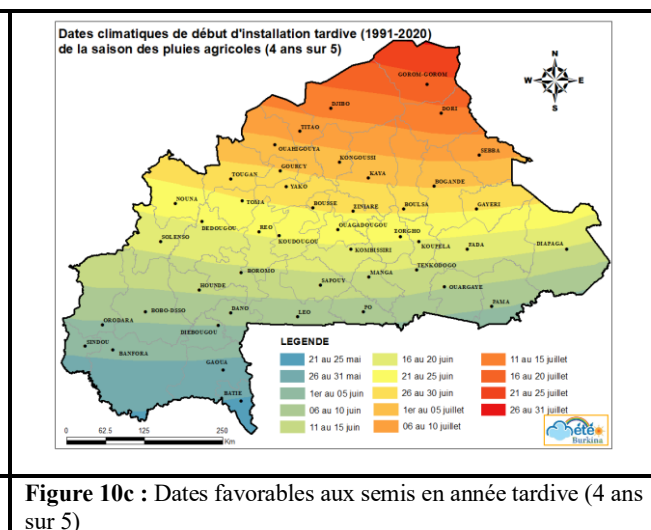 Dates climatiques de début d'installation tardive (1991-2020)
de la saison des pluies agricoles (4 ans sur 5)
N
W
E
S
GOROM-GOROM
DJIBO
DORI
TITAO
OUAHIGOUYA
SEBBA
KONGOUSSI
GOURCY
TOUGAN
KAYA
YAKO
BOGANDE
NOUNA
TOMA
BOUSSE
ZINIARE
BOULSA
GAYERI
DEDOUGOU
REO
OUAGADOUGOU
ZORGHO
SOLENSO
KOUDOUGOU
KOUPELA
FADA
DIAPAGA
KOMBISSIRI
BOROMO
MANGA
TENKODOGO
HOUNDE
SAPOUY
OUARGAYE
BOBO-DSSO
DANO
LEO
PO
PAMA
ORODARA
DIEBOUGOU
SINDOU
BANFORA
GAOUA
BATIE
LEGENDE
21 au 25 mai
26 au 31 mai
1er au 05 juin
06 au 10 juin
11 au 15 juin
16 au 20 juin
21 au 25 juin
26 au 30 juin
1er au 05 juillet
06 au 10 juillet
11 au 15 juillet
16 au 20 juillet
21 au 25 juillet
26 au 31 juillet
0 62.5 125 250
Km
Météo
Burkina
Figure 10c : Dates favorables aux semis en année tardive (4 ans
sur 5)